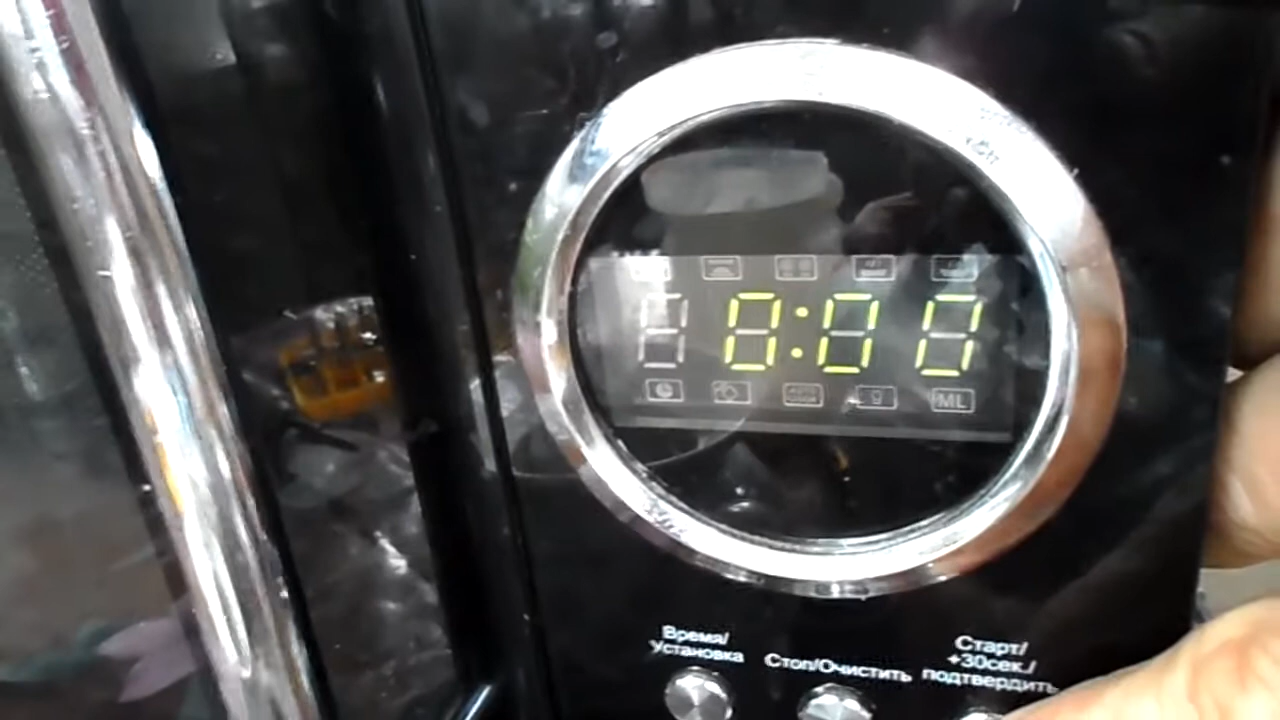 0:00
ML
Время/
Установка
Стоп/Очистить
Старт/
+30сек./
подтвердить